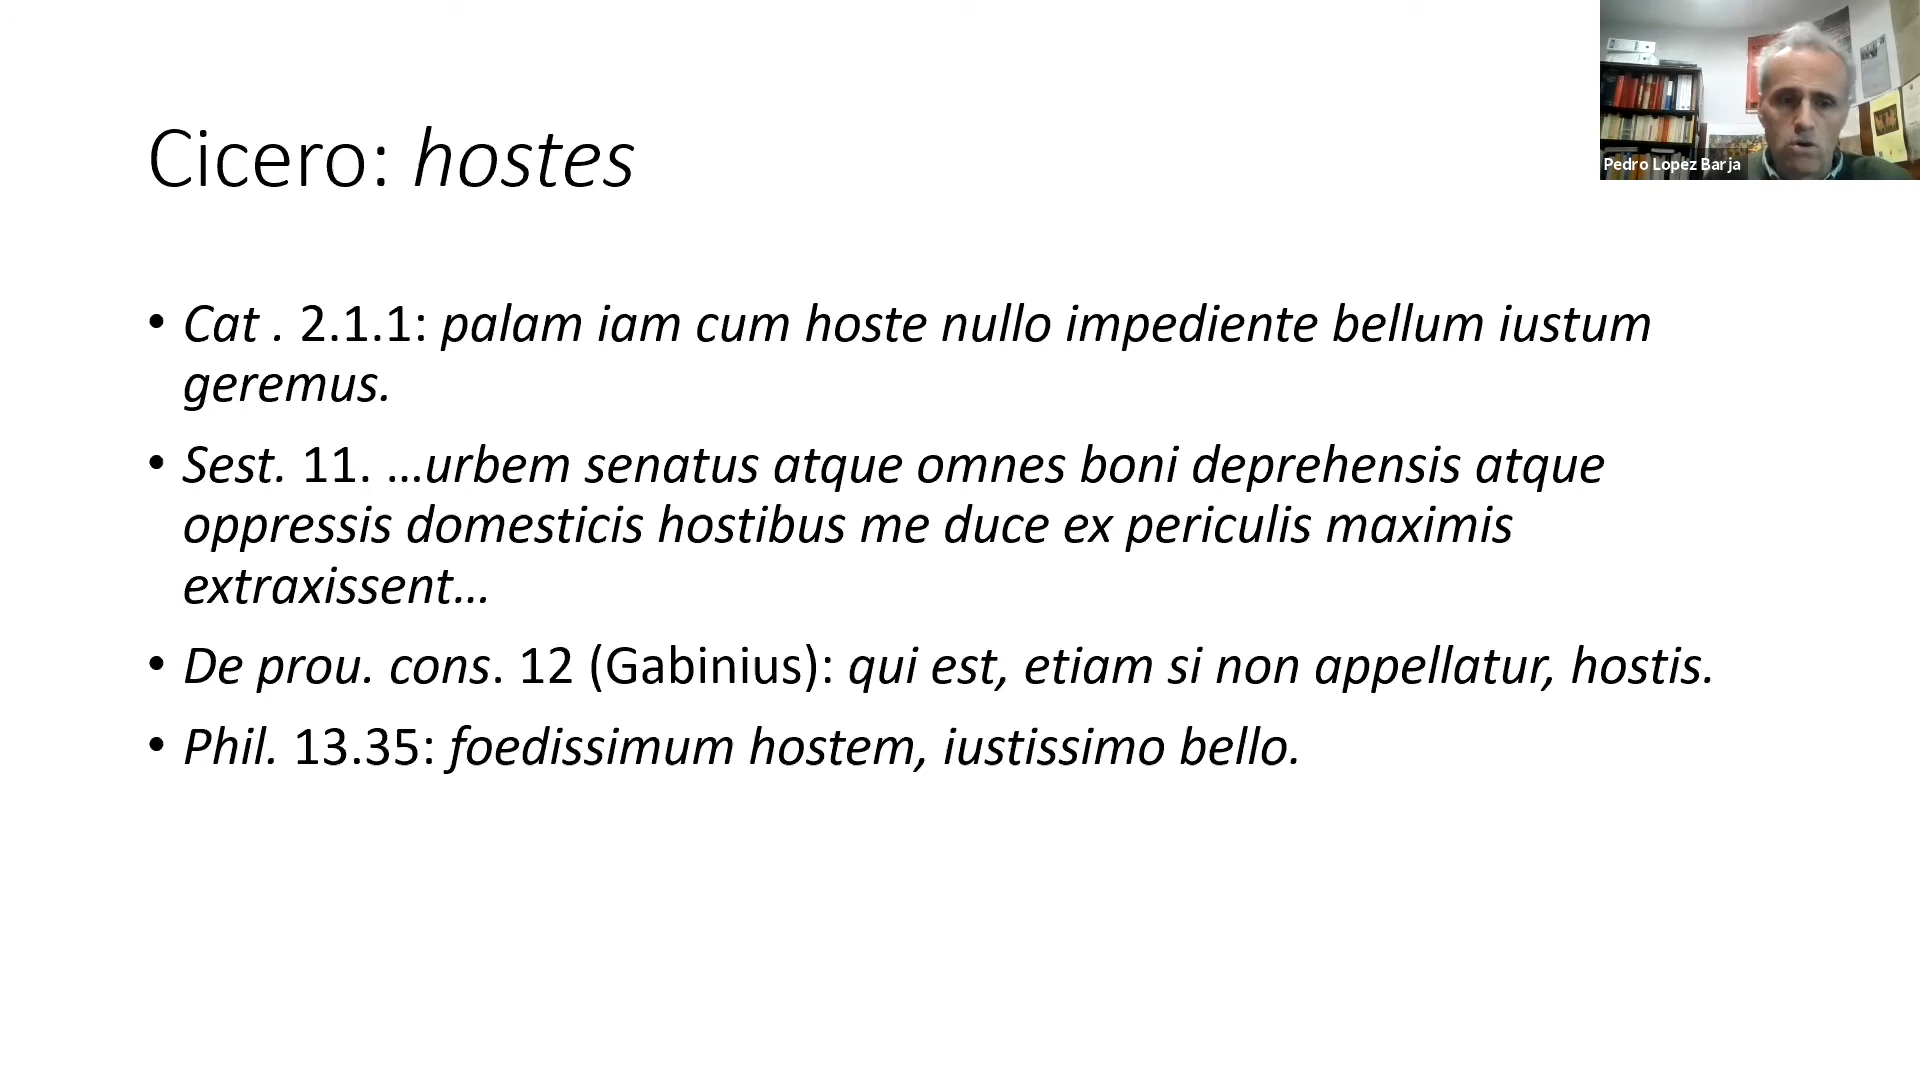 Pedro Lopez Barja
Cicero: hostes
• Cat . 2.1.1: palam iam cum hoste nullo impediente bellum iustum
geremus.
• Sest. 11. …urbem senatus atque omnes boni deprehensis atque
oppressis domesticis hostibus me duce ex periculis maximis
extraxissent…
• De prou. cons. 12 (Gabinius): qui est, etiam si non appellatur, hostis.
• Phil. 13.35: foedissimum hostem, iustissimo bello.